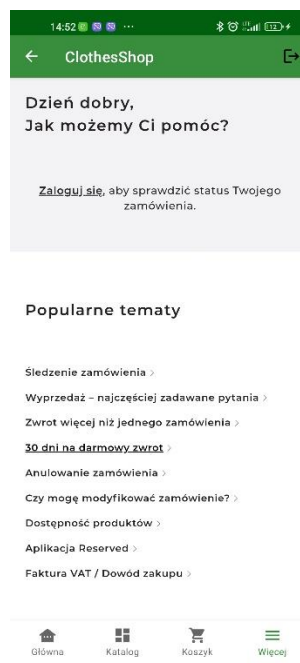 14:52 ...
112
ClothesShop
Dzień dobry,
Jak możemy Ci pomóc?
Zaloguj się, aby sprawdzić status Twojego
zamówienia.
Popularne tematy
Śledzenie zamówienia >
Wyprzedaż – najczęściej zadawane pytania >
Zwrot więcej niż jednego zamówienia >
30 dni na darmowy zwrot >
Anulowanie zamówienia >
Czy mogę modyfikować zamówienie? >
Dostępność produktów >
Aplikacja Reserved >
Faktura VAT / Dowód zakupu >
Główna Katalog Koszyk Więcej